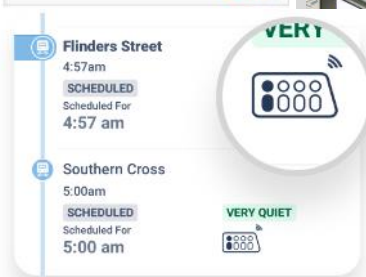 VERY
Flinders Street
4:57am
SCHEDULED
Scheduled For
4:57 am
Southern Cross
5:00am
SCHEDULED
VERY QUIET
Scheduled For
5:00 am